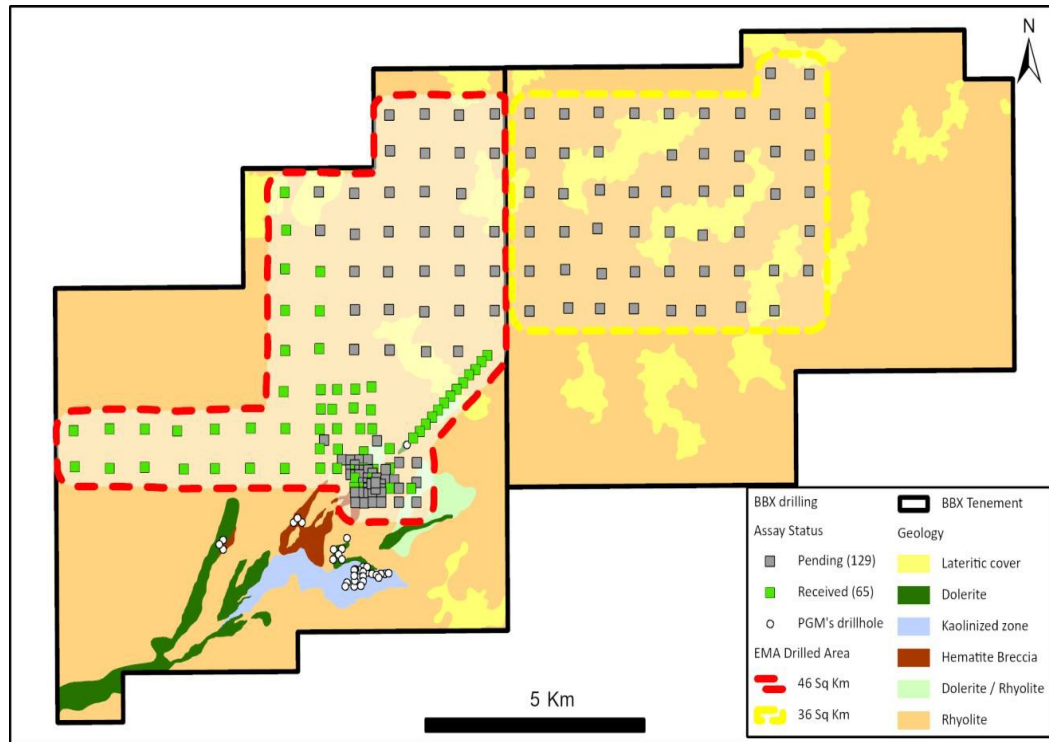 N
5 Km
BBX drilling
Assay Status
Pending (129)
Received (65)
PGM's drillhole
EMA Drilled Area
46 Sq Km
36 Sq Km
BBX Tenement
Geology
Lateritic cover
Dolerite
Kaolinized zone
Hematite Breccia
Dolerite / Rhyolite
Rhyolite